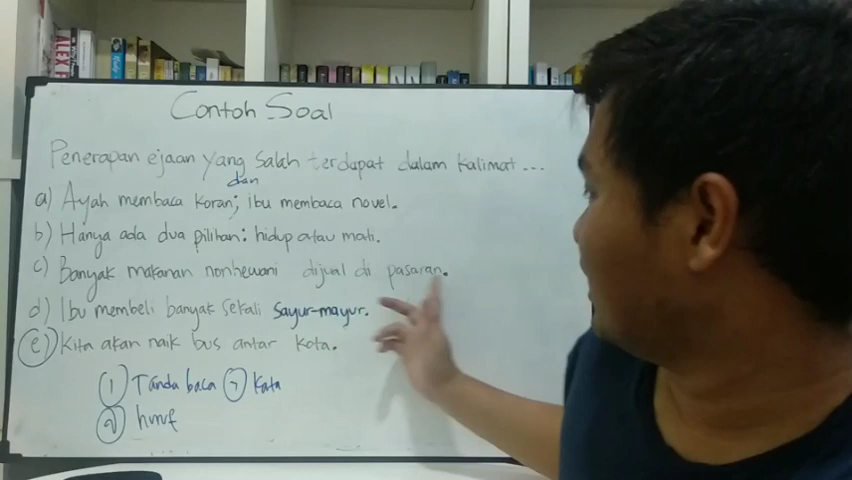 ALEX
Contoh Soal
Penerapan ejaan yang salah terdapat dalam kalimat...
dan
a) Ayah membaca koran; ibu membaca novel.
b) Hanya ada dua pilihan: hidup atau mati.
c) Banyak makanan nonhewani dijual di pasaran.
d) Ibu membeli banyak sekali sayur-mayur.
e) Kita akan naik bus antar kota.
1 Tanda baca 3 Kata
2 huruf